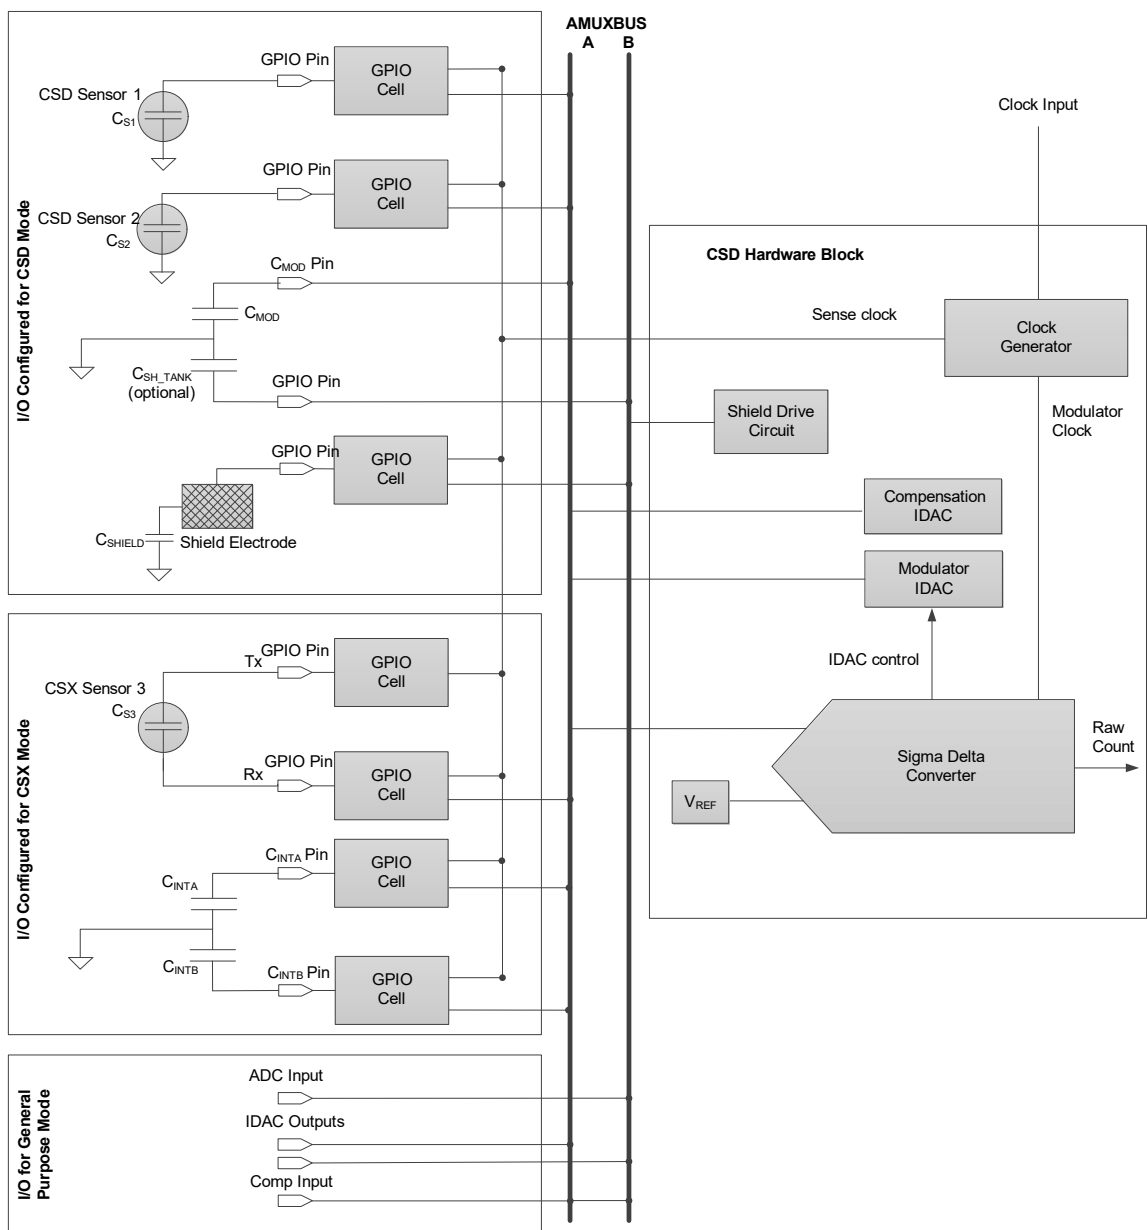 AMUXBUS
A B
I/O Configured for CSD Mode
GPIO Pin
GPIO
Cell
CSD Sensor 1
CS1
GPIO Pin
GPIO
Cell
CSD Sensor 2
CS2
CMOD Pin
CMOD
CSH_TANK
(optional)
GPIO Pin
GPIO Pin
GPIO
Cell
CSHIELD
Shield Electrode
I/O Configured for CSX Mode
GPIO Pin
Tx
GPIO
Cell
CSX Sensor 3
CS3
GPIO Pin
Rx
GPIO
Cell
CINTA Pin
GPIO
Cell
CINTA
CINTB
CINTB Pin
GPIO
Cell
I/O for General
Purpose Mode
ADC Input
IDAC Outputs
Comp Input
Clock Input
CSD Hardware Block
Sense clock
Clock
Generator
Shield Drive
Circuit
Modulator
Clock
Compensation
IDAC
Modulator
IDAC
IDAC control
Sigma Delta
Converter
Raw
Count
VREF